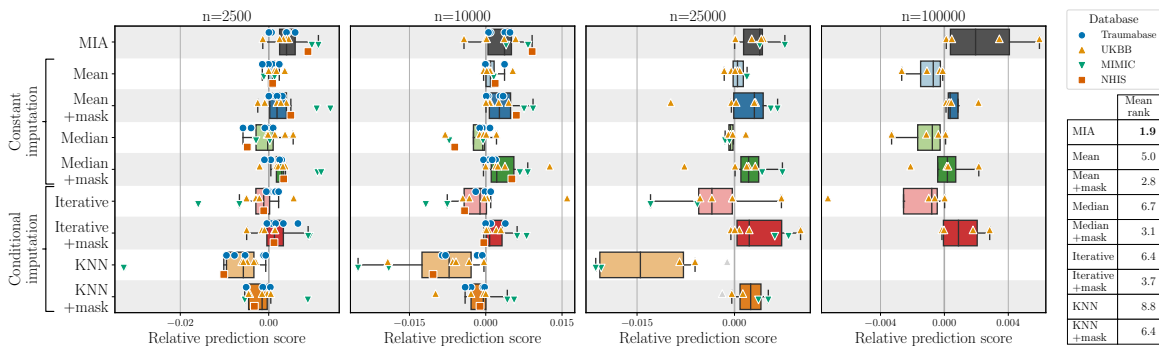 n=2500
n=10000
n=25000
n=100000
Constant
imputation
Conditional
imputation
MIA
Mean
Mean
+mask
Median
Median
+mask
Iterative
Iterative
+mask
KNN
KNN
+mask
−0.02
0.00
Relative prediction score
−0.015
0.000
0.015
Relative prediction score
−0.015
0.000
Relative prediction score
−0.004
0.000
0.004
Relative prediction score
Database
Traumabase
UKBB
MIMIC
NHIS
Mean
rank
MIA 1.9
Mean 5.0
Mean
+mask 2.8
Median 6.7
Median
+mask 3.1
Iterative 6.4
Iterative
+mask 3.7
KNN 8.8
KNN
+mask 6.4